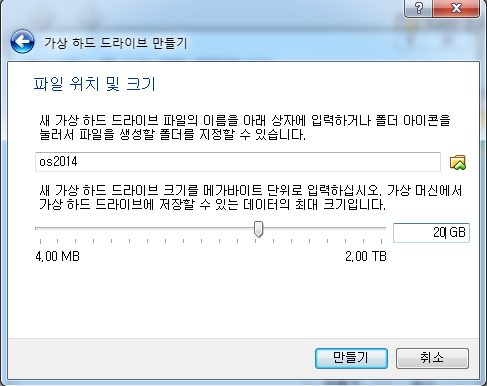 가상 하드 드라이브 만들기
파일 위치 및 크기
새 가상 하드 드라이브 파일의 이름을 아래 상자에 입력하거나 폴더 아이콘을
눌러서 파일을 생성할 폴더를 지정할 수 있습니다.
os2014
새 가상 하드 드라이브 크기를 메가바이트 단위로 입력하십시오. 가상 머신에서
가상 하드 드라이브에 저장할 수 있는 데이터의 최대 크기입니다.
20 GB
4.00 MB 2.00 TB
만들기 취소